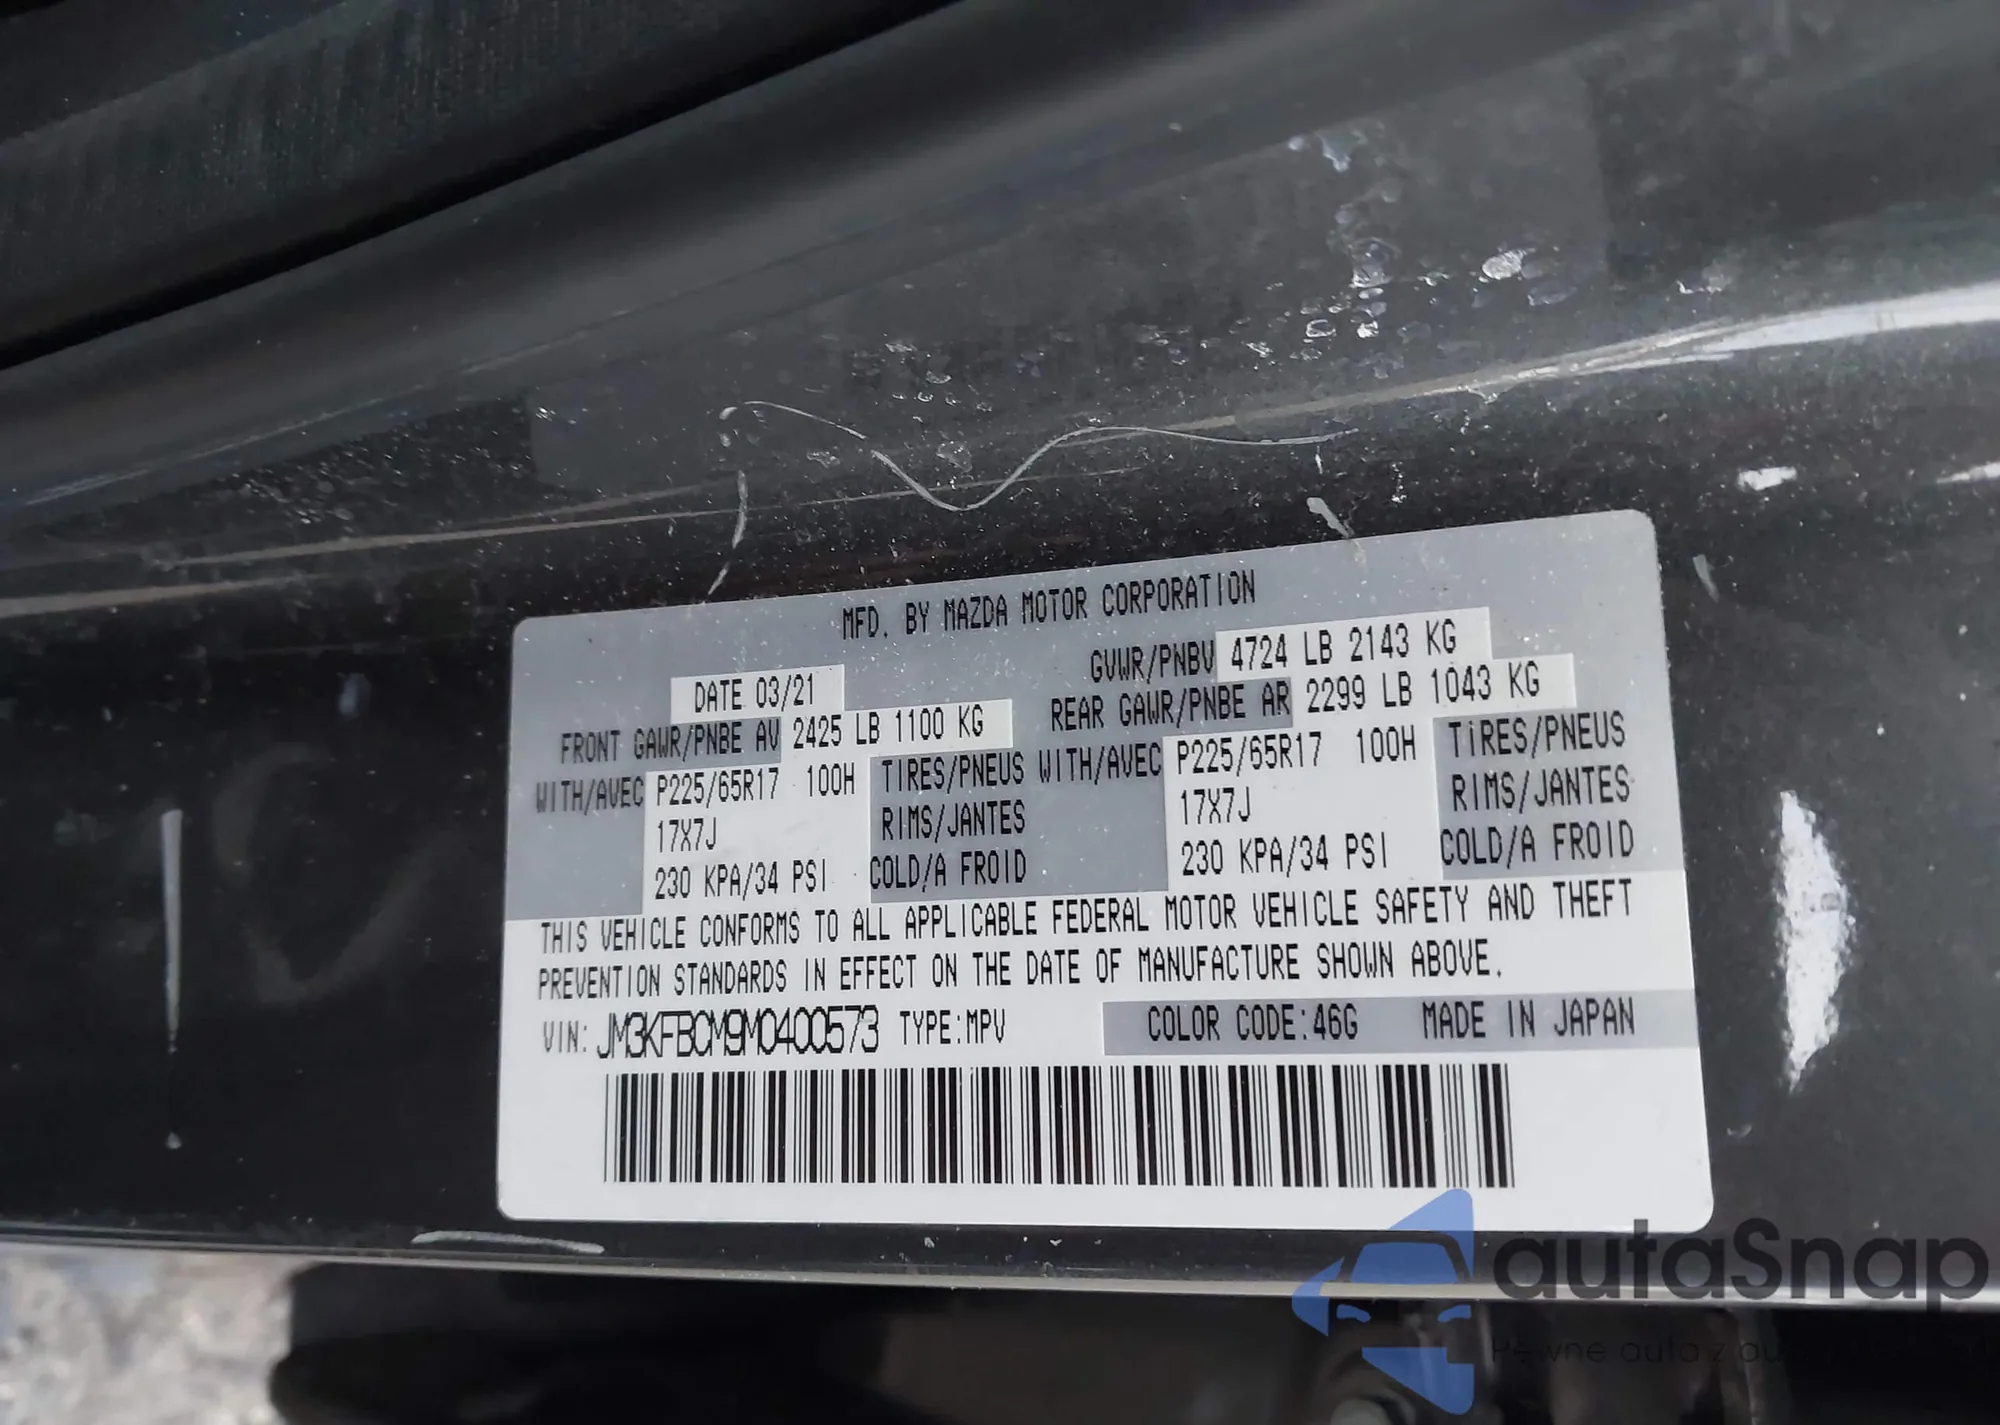 MFD. BY MAZDA MOTOR CORPORATION
GVWR/PNBV 4724 LB 2143 KG
DATE 03/21
REAR GAWR/PNBE AR 2299 LB 1043 KG
FRONT GAWR/PNBE AV 2425 LB 1100 KG
WITH/AVEC P225/65R17 100H TIRES/PNEUS WITH/AVEC P225/65R17 100H TIRES/PNEUS
17X7J RIMS/JANTES 17X7J RIMS/JANTES
230 KPA/34 PSI COLD/A FROID 230 KPA/34 PSI COLD/A FROID
THIS VEHICLE CONFORMS TO ALL APPLICABLE FEDERAL MOTOR VEHICLE SAFETY AND THEFT
PREVENTION STANDARDS IN EFFECT ON THE DATE OF MANUFACTURE SHOWN ABOVE.
VIN: JM3KFBCM9M0400573 TYPE:MPV COLOR CODE:46G MADE IN JAPAN
autaSnap
Pewne auta z